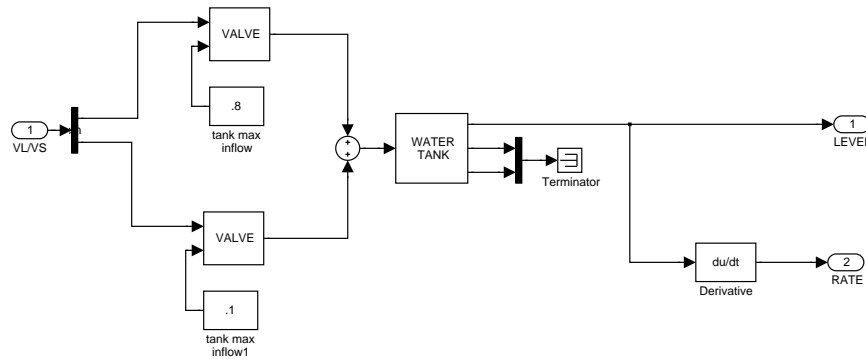 VALVE
.8
tank max
inflow
1
VL/VS
+
+
WATER
TANK
Terminator
1
LEVEL
VALVE
.1
tank max
inflow1
du/dt
Derivative
2
RATE